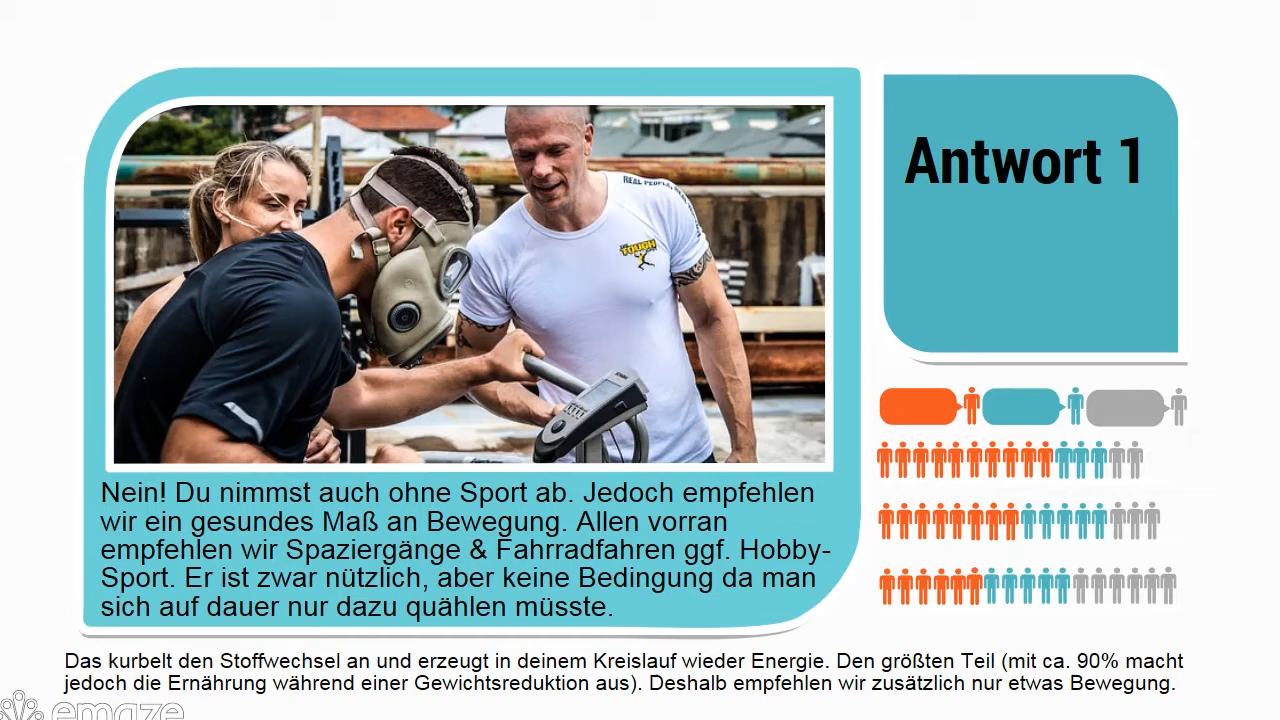 Antwort 1
REAL PEOPLE,
TOUGH
Nein! Du nimmst auch ohne Sport ab. Jedoch empfehlen
wir ein gesundes Maß an Bewegung. Allen vorran
empfehlen wir Spaziergänge & Fahrradfahren ggf. Hobby-
Sport. Er ist zwar nützlich, aber keine Bedingung da man
sich auf dauer nur dazu quählen müsste.
Das kurbelt den Stoffwechsel an und erzeugt in deinem Kreislauf wieder Energie. Den größten Teil (mit ca. 90% macht
jedoch die Ernährung während einer Gewichtsreduktion aus). Deshalb empfehlen wir zusätzlich nur etwas Bewegung.
emaze